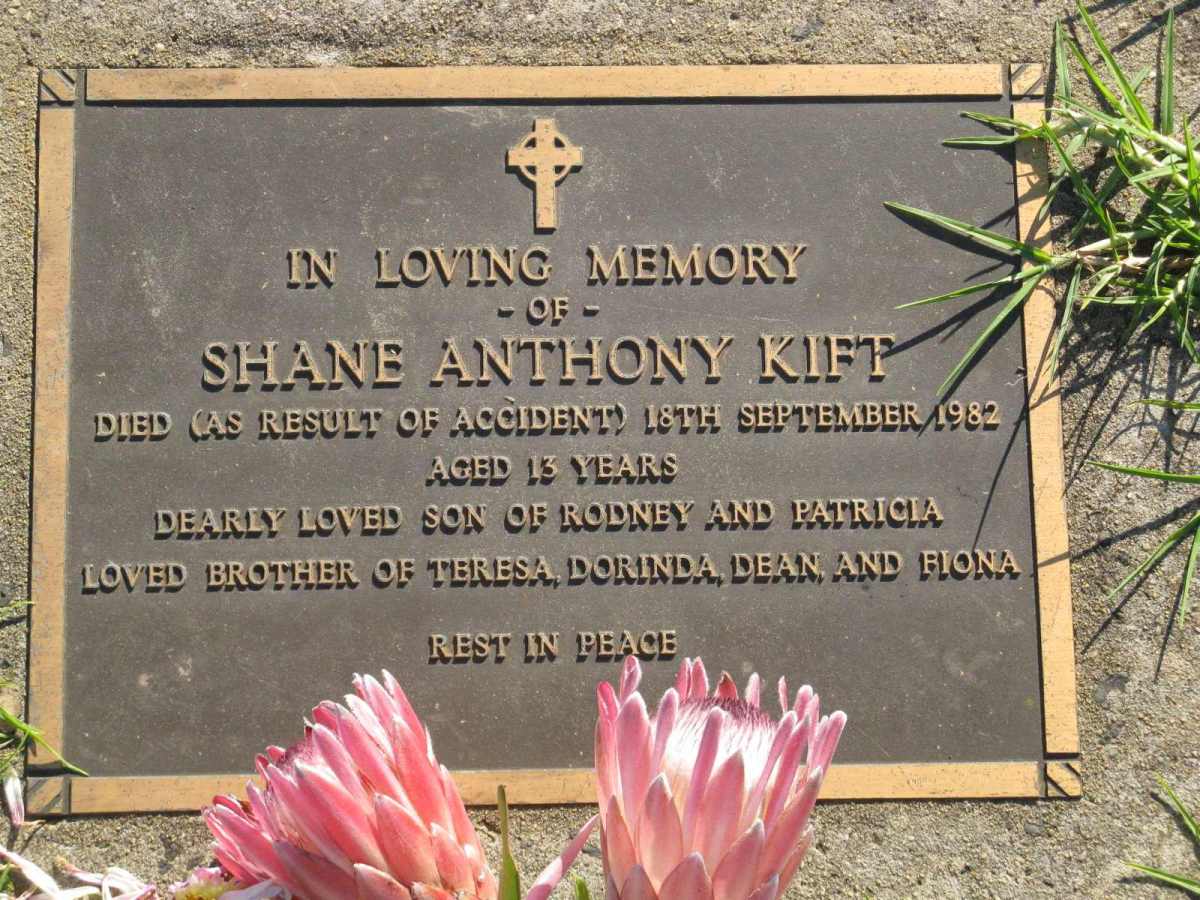 IN LOVING MEMORY
- OF -
SHANE ANTHONY KIFT
DIED (AS RESULT OF ACCIDENT) 18TH SEPTEMBER 1982
AGED 13 YEARS
DEARLY LOVED SON OF RODNEY AND PATRICIA
LOVED BROTHER OF TERESA, DORINDA, DEAN, AND FIONA
REST IN PEACE